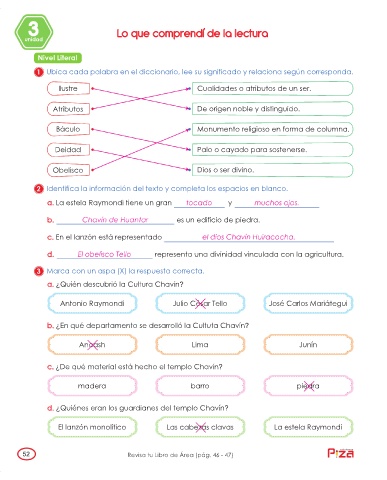 3
unidad
Lo que comprendí de la lectura
Nivel Literal
1 Ubica cada palabra en el diccionario, lee su significado y relaciona según corresponda.
Ilustre Cualidades o atributos de un ser.
Atributos De origen noble y distinguido.
Báculo Monumento religioso en forma de columna.
Deidad Palo o cayado para sostenerse.
Obelisco Dios o ser divino.
2 Identifica la información del texto y completa los espacios en blanco.
a. La estela Raymondi tiene un gran tocado y muchos ojos.
b. Chavín de Huantar es un edificio de piedra.
c. En el lanzón está representado el dios Chavín Huiracocha.
d. El obelisco Tello representa una divinidad vinculada con la agricultura.
3 Marca con un aspa (X) la respuesta correcta.
a. ¿Quién descubrió la Cultura Chavín?
Antonio Raymondi Julio César Tello José Carlos Mariátegui
b. ¿En qué departamento se desarrolló la Cultura Chavín?
Ancash Lima Junín
c. ¿De qué material está hecho el templo Chavín?
madera barro piedra
d. ¿Quiénes eran los guardianes del templo Chavín?
El lanzón monolítico Las cabezas clavas La estela Raymondi
52 Revisa tu Libro de Área (pág. 46 - 47)
Piza